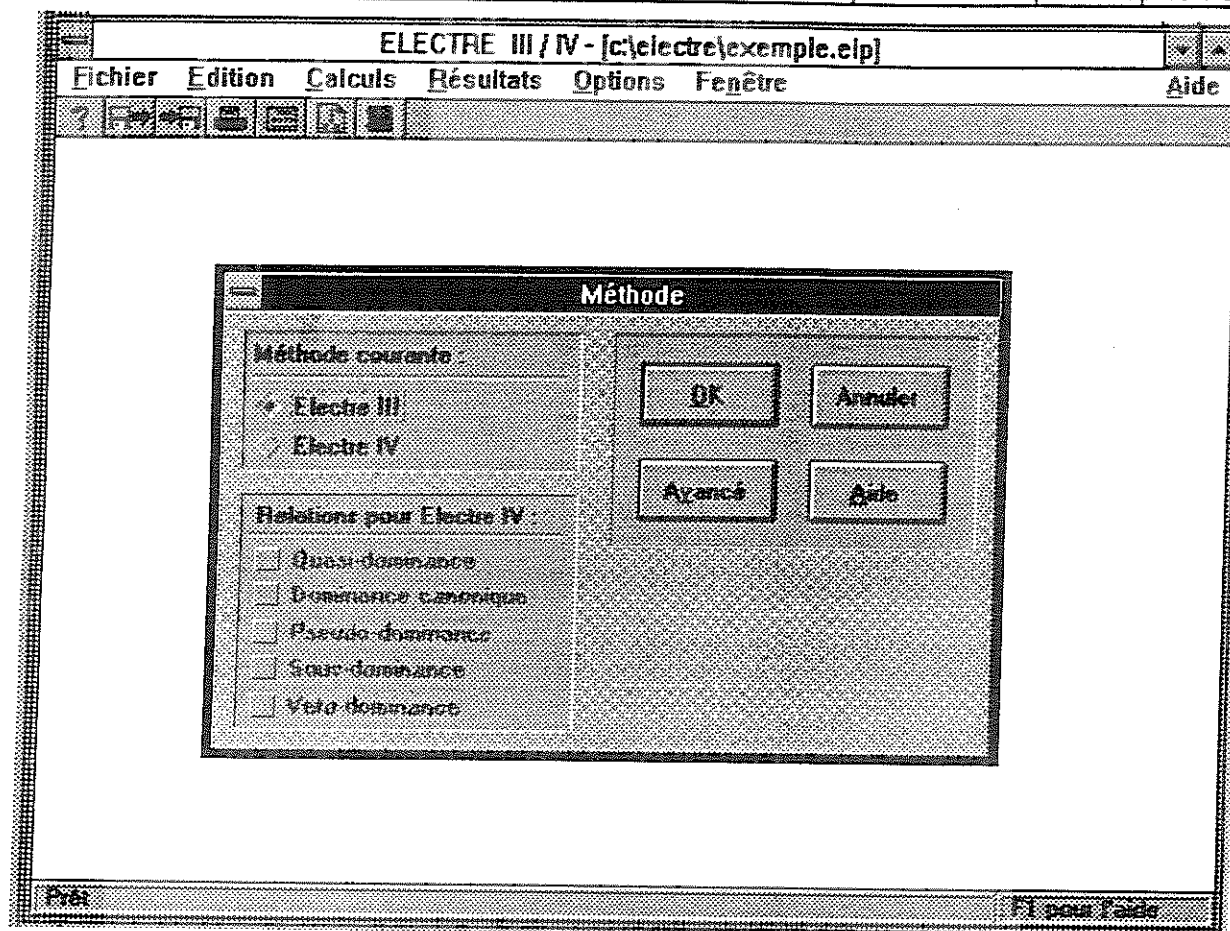 ELECTRE III / IV - [c:\electre\exemple.elp]
Fichier Edition Calculs Résultats Options Fenêtre Aide
?
Méthode
Méthode courante :
Electre III
Electre IV
Relations pour Electre IV :
Quasi-dominance
Dominance canonique
Pseudo-dominance
Sous-dominance
Veto-dominance
OK
Annuler
Avancé
Aide
Prêt
F1 pour l'aide